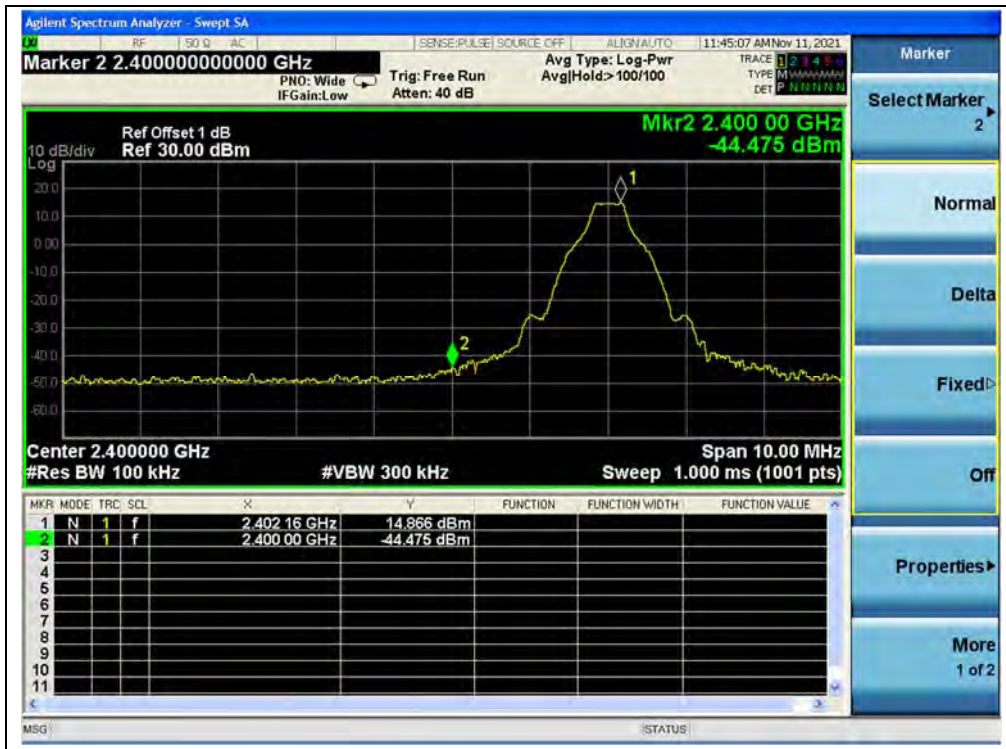 Agilent Spectrum Analyzer - Swept SA
LXI RF 50 Ω AC SENSE:PULSE SOURCE OFF ALIGN AUTO 11:45:07 AM Nov 11, 2021
Marker 2 2.400000000000 GHz
PNO: Wide
IFGain:Low
Trig: Free Run
Atten: 40 dB
Avg Type: Log-Pwr
Avg|Hold:> 100/100
TRACE 1 2 3 4 5 6
TYPE M
DET P N N N N N
Mkr2 2.400 00 GHz
-44.475 dBm
Ref Offset 1 dB
10 dB/div Ref 30.00 dBm
Log
20.0
10.0
0.00
-10.0
-20.0
-30.0
-40.0
-50.0
-60.0
1
2
Center 2.400000 GHz Span 10.00 MHz
#Res BW 100 kHz #VBW 300 kHz Sweep 1.000 ms (1001 pts)
MKR MODE TRC SCL X Y FUNCTION FUNCTION WIDTH FUNCTION VALUE
1 N 1 f 2.402 16 GHz 14.866 dBm
2 N 1 f 2.400 00 GHz -44.475 dBm
3
4
5
6
7
8
9
10
11
MSG STATUS
Marker
Select Marker
2
Normal
Delta
Fixed
Off
Properties
More
1 of 2